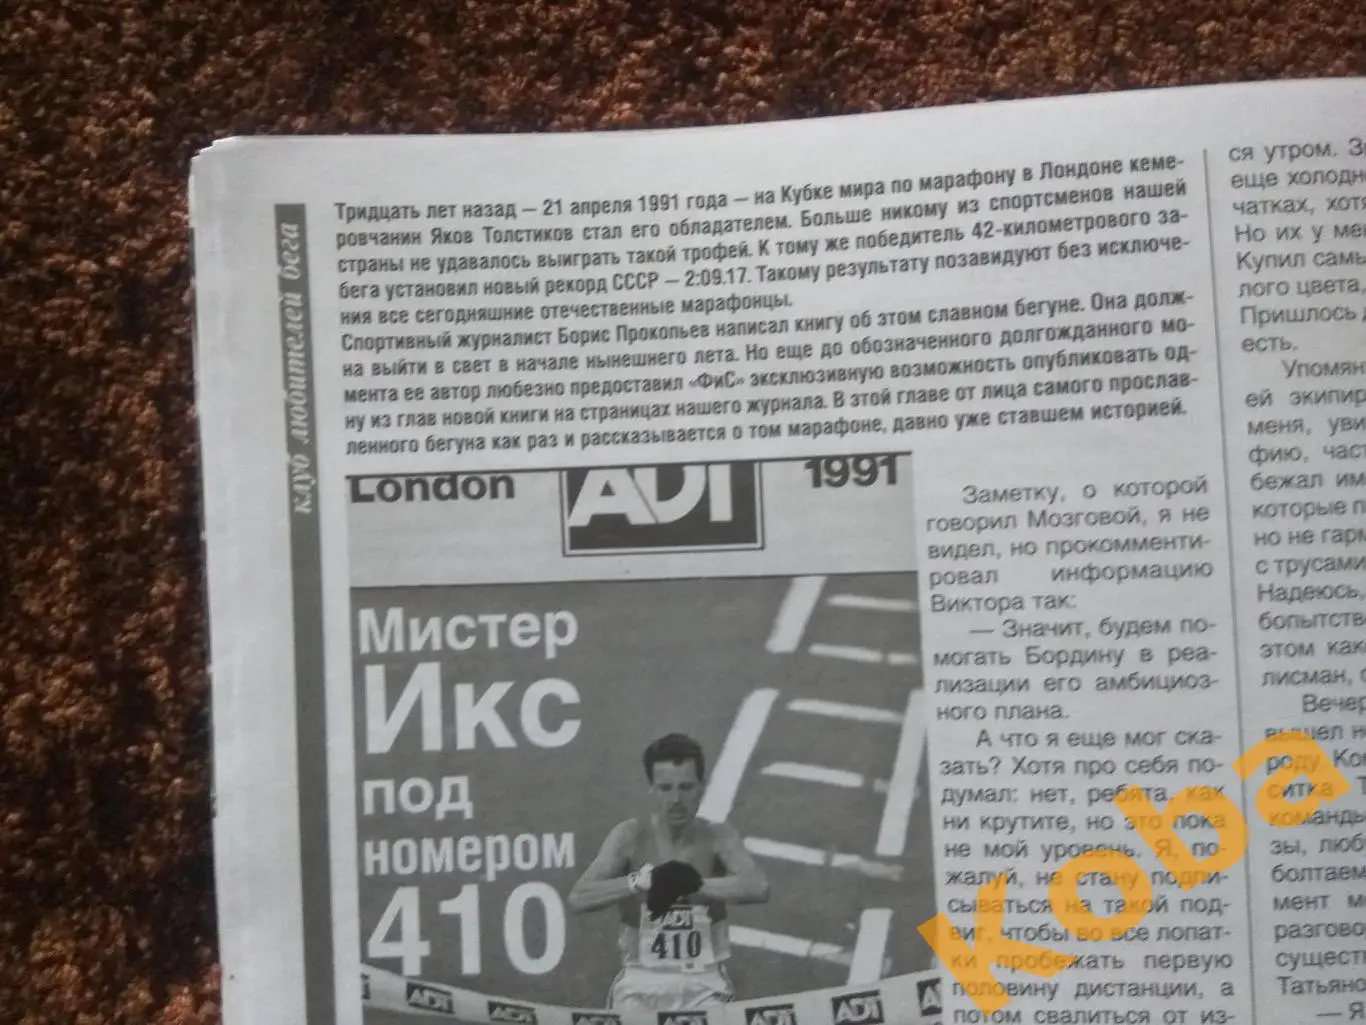 клуб любителей бега
Тридцать лет назад – 21 апреля 1991 года – на Кубке мира по марафону в Лондоне кеме-
ровчанин Яков Толстиков стал его обладателем. Больше никому из спортсменов нашей
страны не удавалось выиграть такой трофей. К тому же победитель 42-километрового за-
бега установил новый рекорд СССР – 2:09.17. Такому результату позавидуют без исключе-
ния все сегодняшние отечественные марафонцы.
Спортивный журналист Борис Прокопьев написал книгу об этом славном бегуне. Она долж-
на выйти в свет в начале нынешнего лета. Но еще до обозначенного долгожданного мо-
мента ее автор любезно предоставил «ФиС» эксклюзивную возможность опубликовать од-
ну из глав новой книги на страницах нашего журнала. В этой главе от лица самого прослав-
ленного бегуна как раз и рассказывается о том марафоне, давно уже ставшем историей.
London ADT 1991
Мистер
Икс
под
номером
410
ADT
410
ADT
ADT
Заметку, о которой
говорил Мозговой, я не
видел, но прокомменти-
ровал информацию
Виктора так:
— Значит, будем по-
могать Бордину в реа-
лизации его амбициоз-
ного плана.
А что я еще мог ска-
зать? Хотя про себя по-
думал: нет, ребята, как
ни крутите, но это пока
не мой уровень. Я, по-
жалуй, не стану подпи-
сываться на такой под-
виг, чтобы во все лопат-
ки пробежать первую
половину дистанции, а
потом свалиться от из-
ся утром. З
еще холодн
чатках, хотя
Но их у ме
Купил самы
лого цвета,
Пришлось д
есть.
Упомян
ей экипир
меня, уви
фию, част
бежал им
которые п
но не гарм
с трусами
Надеюсь,
бопытств
этом как
лисман, с
Вечер
вышел н
роду Ко
ситка Т
команды
зы, люб
болтаем
мент м
разгово
существ
Татьяно
— Я
Кора